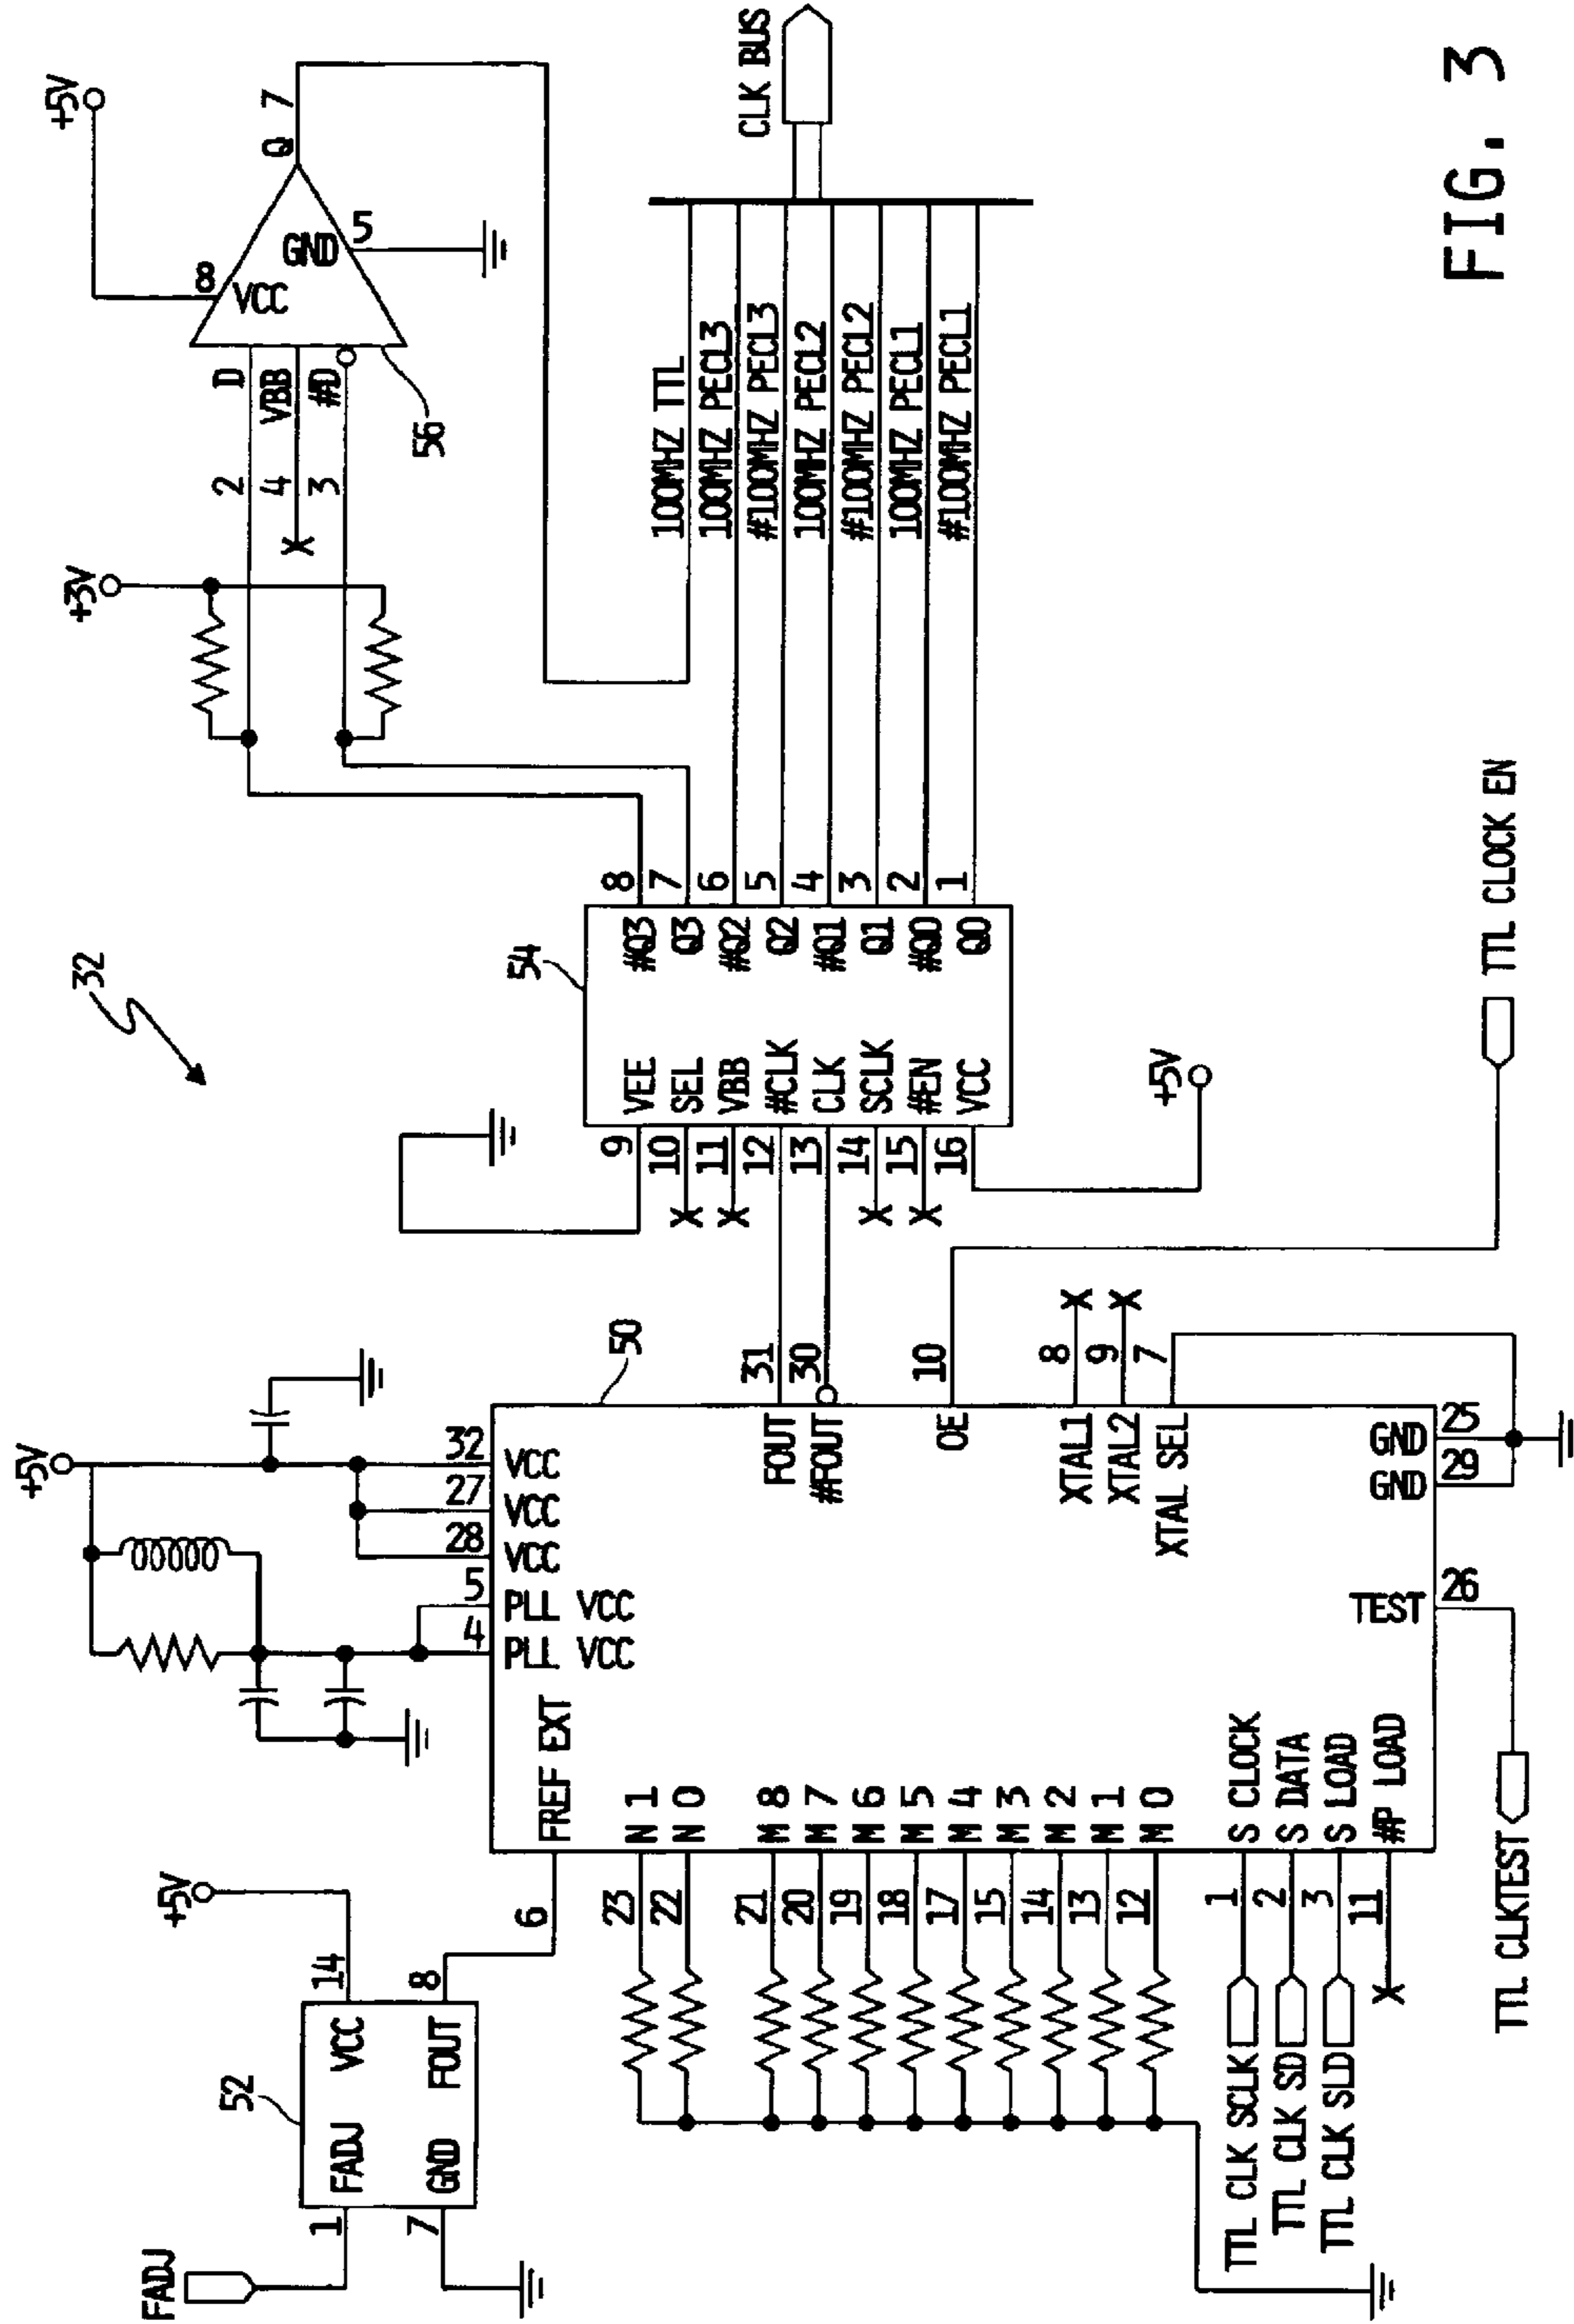 32
+5V
+5V
+3V
+5V
FADJ
52
1
FADJ
VCC
14
7
GND
FOUT
8
6
FREF EXT
4
PLL VCC
5
PLL VCC
28
VCC
27
VCC
32
VCC
50
23
N 1
22
N 0
21
M 8
20
M 7
19
M 6
18
M 5
17
M 4
15
M 3
14
M 2
13
M 1
12
M 0
TTL CLK SCLK
1
S CLOCK
TTL CLK SD
2
S DATA
TTL CLK SLD
3
S LOAD
11
#P LOAD
FOUT
31
#FOUT
30
OE
10
XTAL1
8
XTAL2
9
XTAL SEL
7
TEST
26
GND
29
GND
25
TTL CLKTEST
TTL CLOCK EN
54
9
VEE
#Q3
8
10
SEL
Q3
7
11
VBB
#Q2
6
12
#CLK
Q2
5
13
CLK
#Q1
4
14
SCLK
Q1
3
15
#EN
#Q0
2
16
VCC
Q0
1
+5V
2
D
4
VBB
3
#D
56
8
VCC
GND
5
Q
7
100MHZ TTL
100MHZ PECL3
#100MHZ PECL3
100MHZ PECL2
#100MHZ PECL2
100MHZ PECL1
#100MHZ PECL1
CLK BUS
X
X
X
X
X
X
X
X
FIG. 3